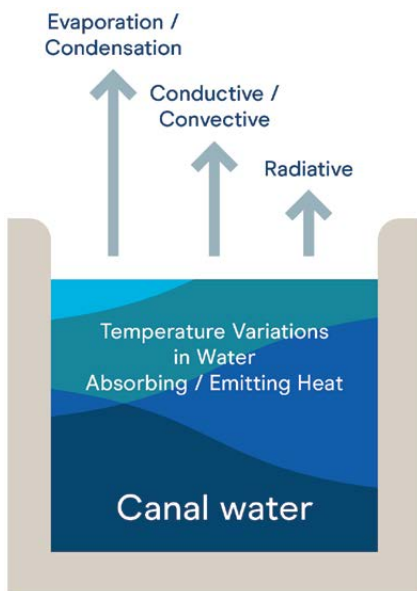 Evaporation /
Condensation
Conductive /
Convective
Radiative
Temperature Variations
in Water
Absorbing / Emitting Heat
Canal water